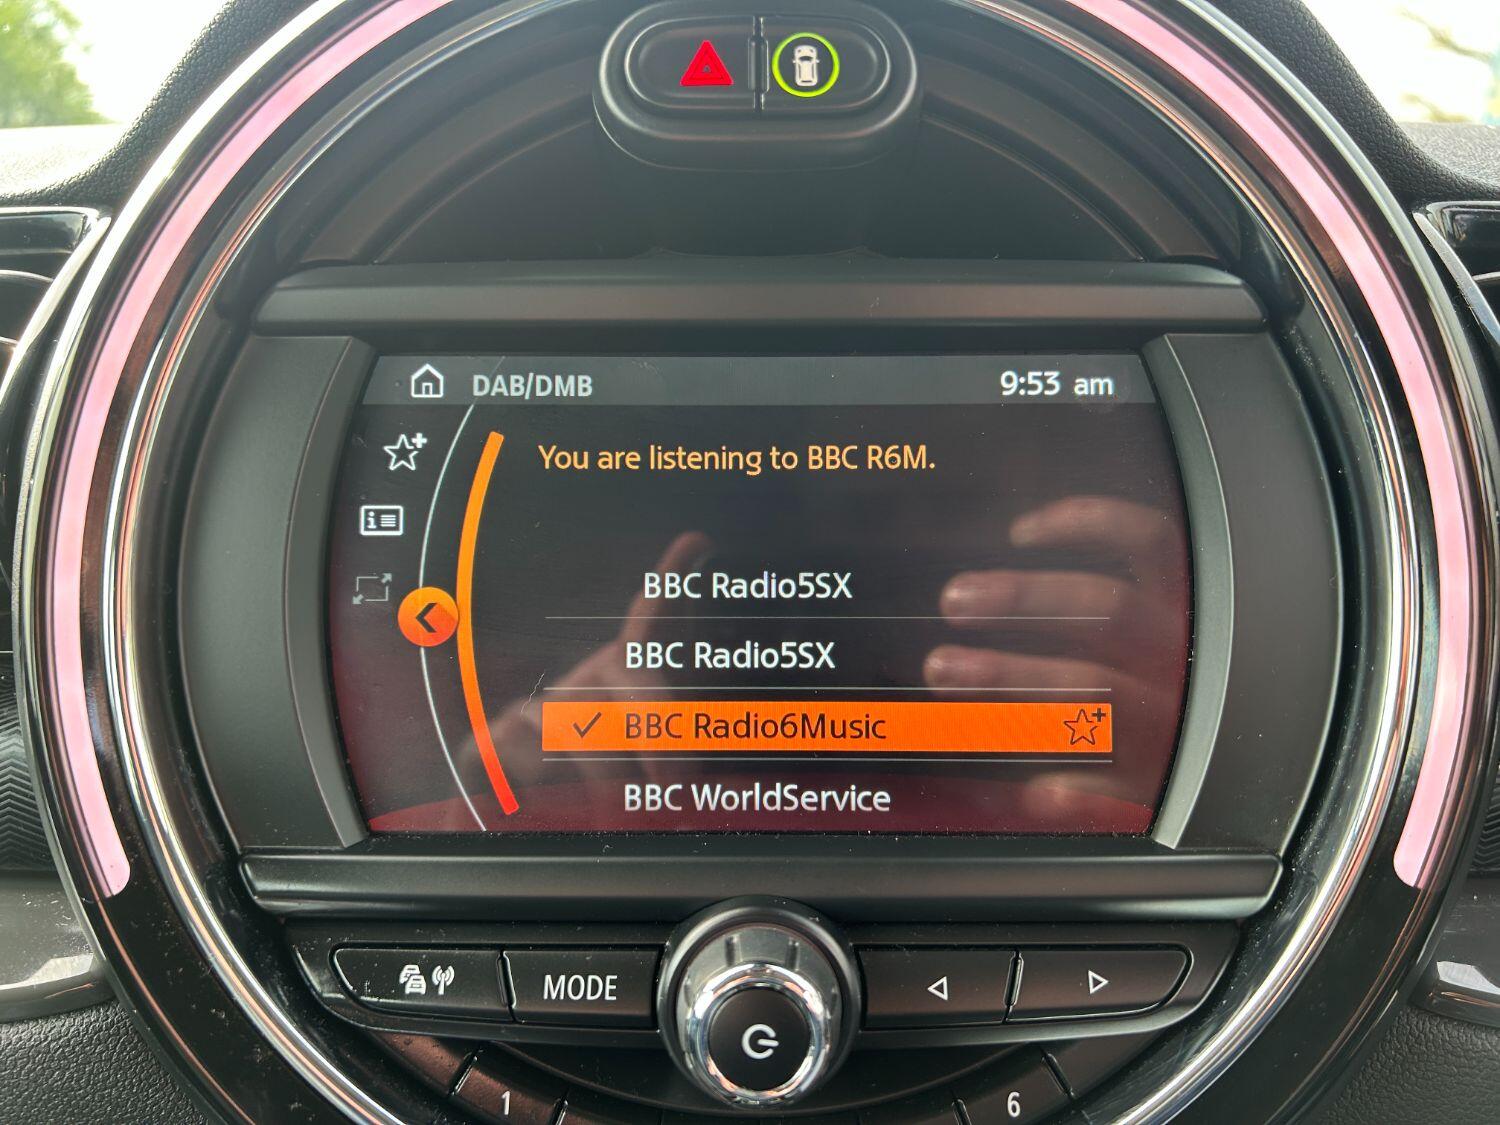 DAB/DMB 9:53 am
You are listening to BBC R6M.
BBC Radio5SX
BBC Radio5SX
BBC Radio6Music
BBC WorldService
MODE
1 6